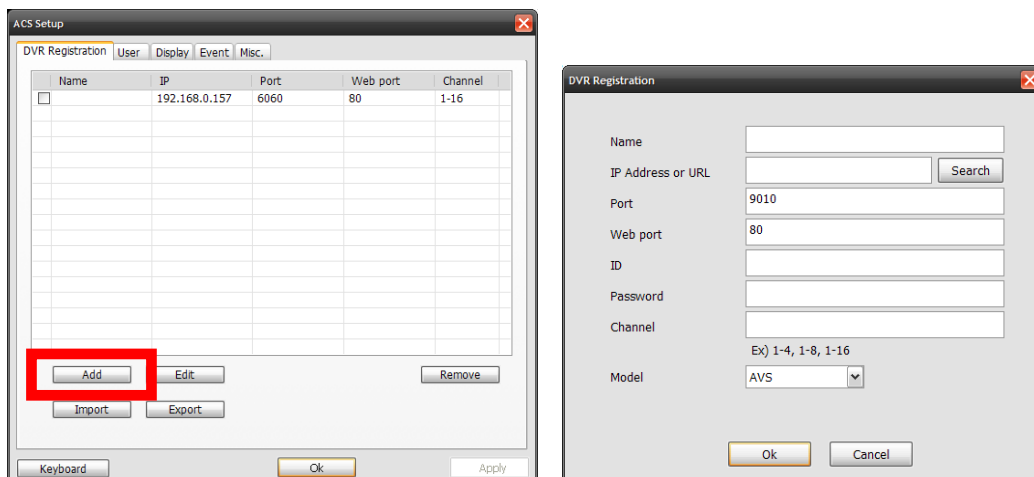 ACS Setup
DVR Registration User Display Event Misc.
Name IP Port Web port Channel
192.168.0.157 6060 80 1-16
Add Edit Remove
Import Export
Keyboard Ok Apply
DVR Registration
Name
IP Address or URL Search
Port 9010
Web port 80
ID
Password
Channel
Ex) 1-4, 1-8, 1-16
Model AVS
Ok Cancel